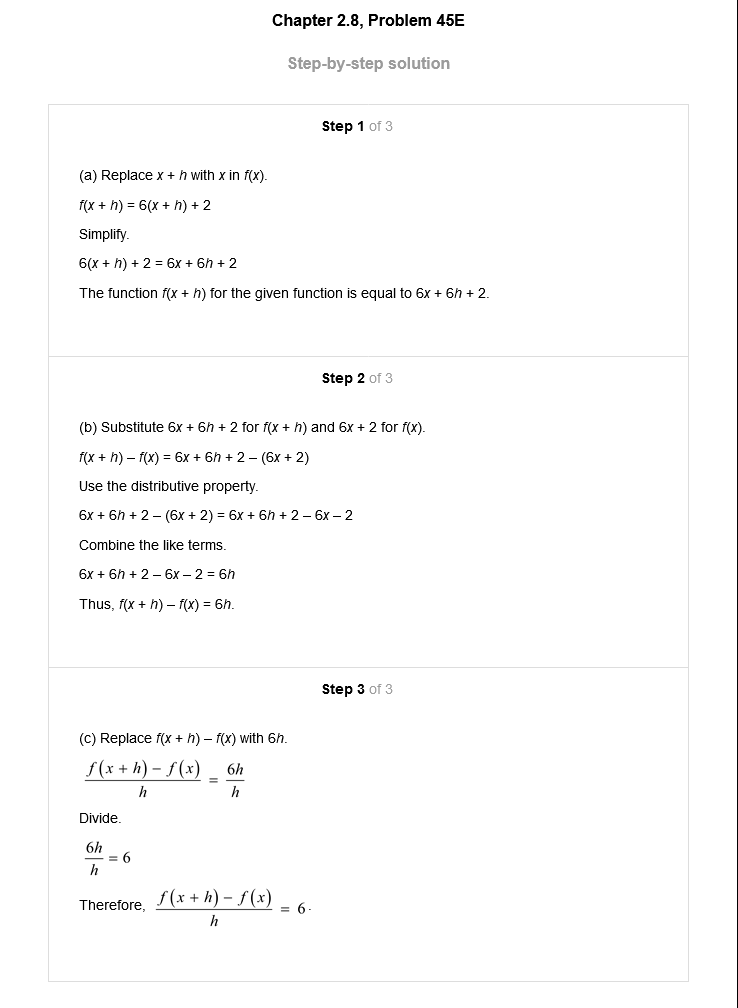 Chapter 2.8, Problem 45E
Step-by-step solution
Step 1 of 3
(a) Replace x + h with x in f(x).
f(x + h) = 6(x + h) + 2
Simplify.
6(x + h) + 2 = 6x + 6h + 2
The function f(x + h) for the given function is equal to 6x + 6h + 2.
Step 2 of 3
(b) Substitute 6x + 6h + 2 for f(x + h) and 6x + 2 for f(x).
f(x + h) – f(x) = 6x + 6h + 2 – (6x + 2)
Use the distributive property.
6x + 6h + 2 – (6x + 2) = 6x + 6h + 2 – 6x – 2
Combine the like terms.
6x + 6h + 2 – 6x – 2 = 6h
Thus, f(x + h) – f(x) = 6h.
Step 3 of 3
(c) Replace f(x + h) – f(x) with 6h.
f(x + h) − f(x) / h = 6h / h
Divide.
6h / h = 6
Therefore, f(x + h) − f(x) / h = 6.